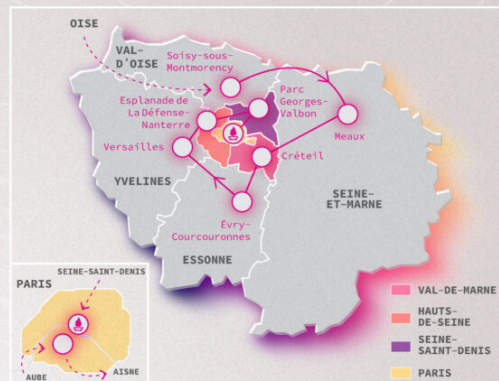 OISE
VAL-
D'OISE
Soisy-sous-
Montmorency
Esplanade de
La Défense-
Nanterre
Parc
Georges-
Valbon
Meaux
Versailles
Créteil
YVELINES
SEINE-
ET-MARNE
Évry-
Courcouronnes
ESSONNE
SEINE-SAINT-DENIS
PARIS
AUBE
AISNE
VAL-DE-MARNE
HAUTS-
DE-SEINE
SEINE-
SAINT-DENIS
PARIS